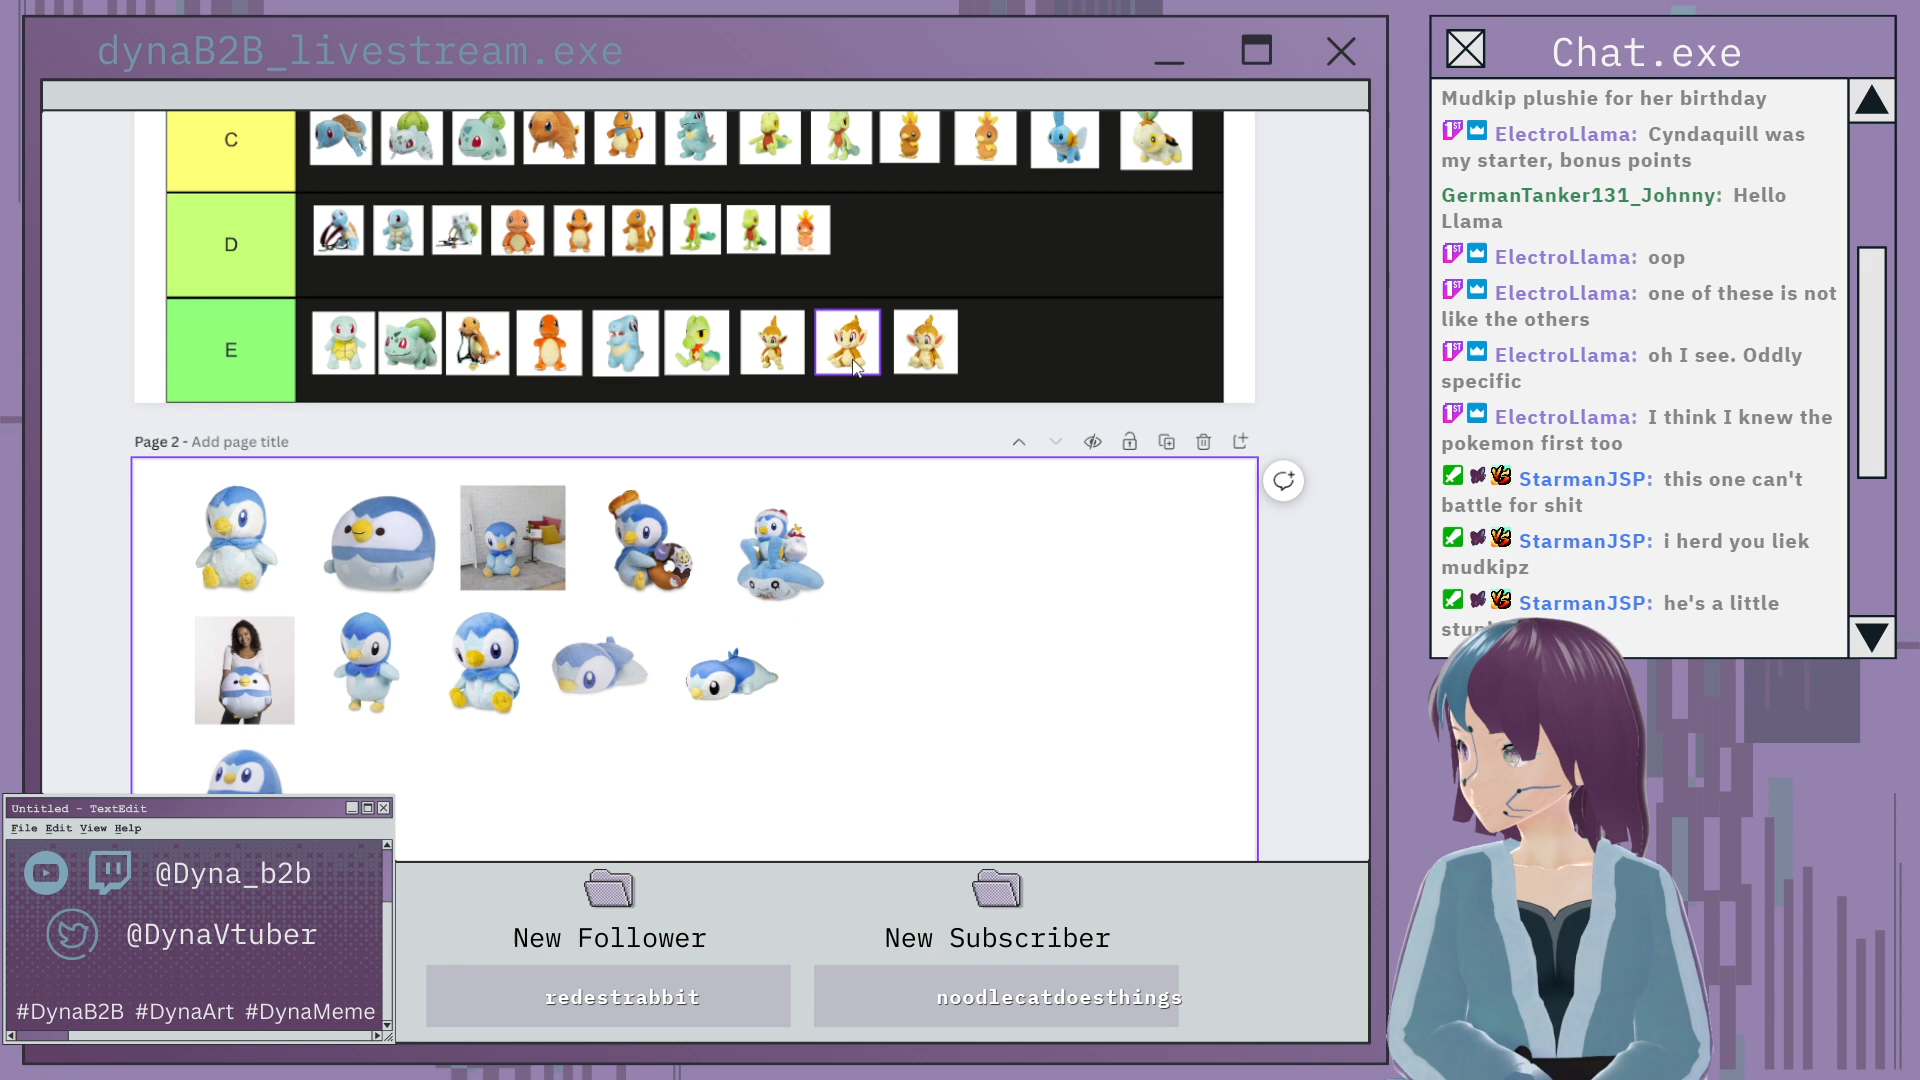 dynaB2B_livestream.exe
C
D
E
Page 2 - Add page title
Chat.exe
Mudkip plushie for her birthday
ElectroLlama: Cyndaquill was
my starter, bonus points
GermanTanker131_Johnny: Hello
Llama
ElectroLlama: oop
ElectroLlama: one of these is not
like the others
ElectroLlama: oh I see. Oddly
specific
ElectroLlama: I think I knew the
pokemon first too
StarmanJSP: this one can't
battle for shit
StarmanJSP: i herd you liek
mudkipz
StarmanJSP: he's a little
Untitled - TextEdit
File Edit View Help
@Dyna_b2b
@DynaVtuber
#DynaB2B #DynaArt #DynaMeme
New Follower
redestrabbit
New Subscriber
noodlecatdoesthings